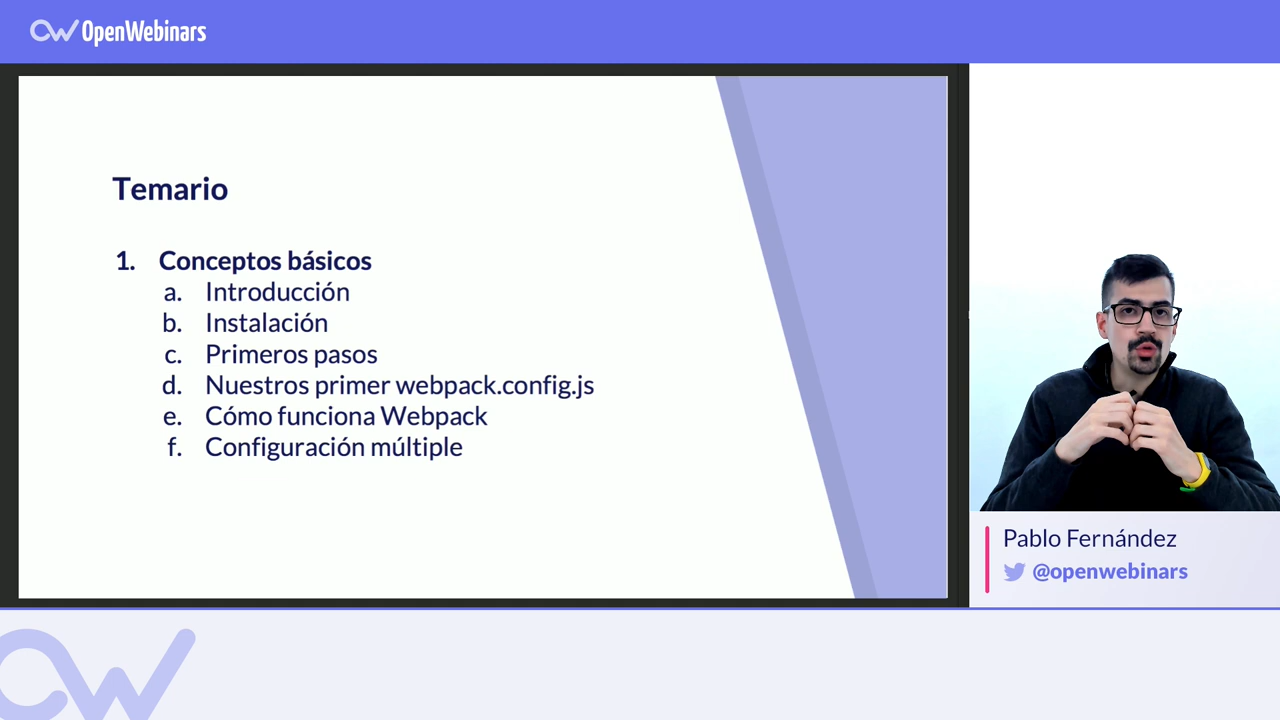 OpenWebinars
Temario
1. Conceptos básicos
a. Introducción
b. Instalación
c. Primeros pasos
d. Nuestros primer webpack.config.js
e. Cómo funciona Webpack
f. Configuración múltiple
Pablo Fernández
@openwebinars